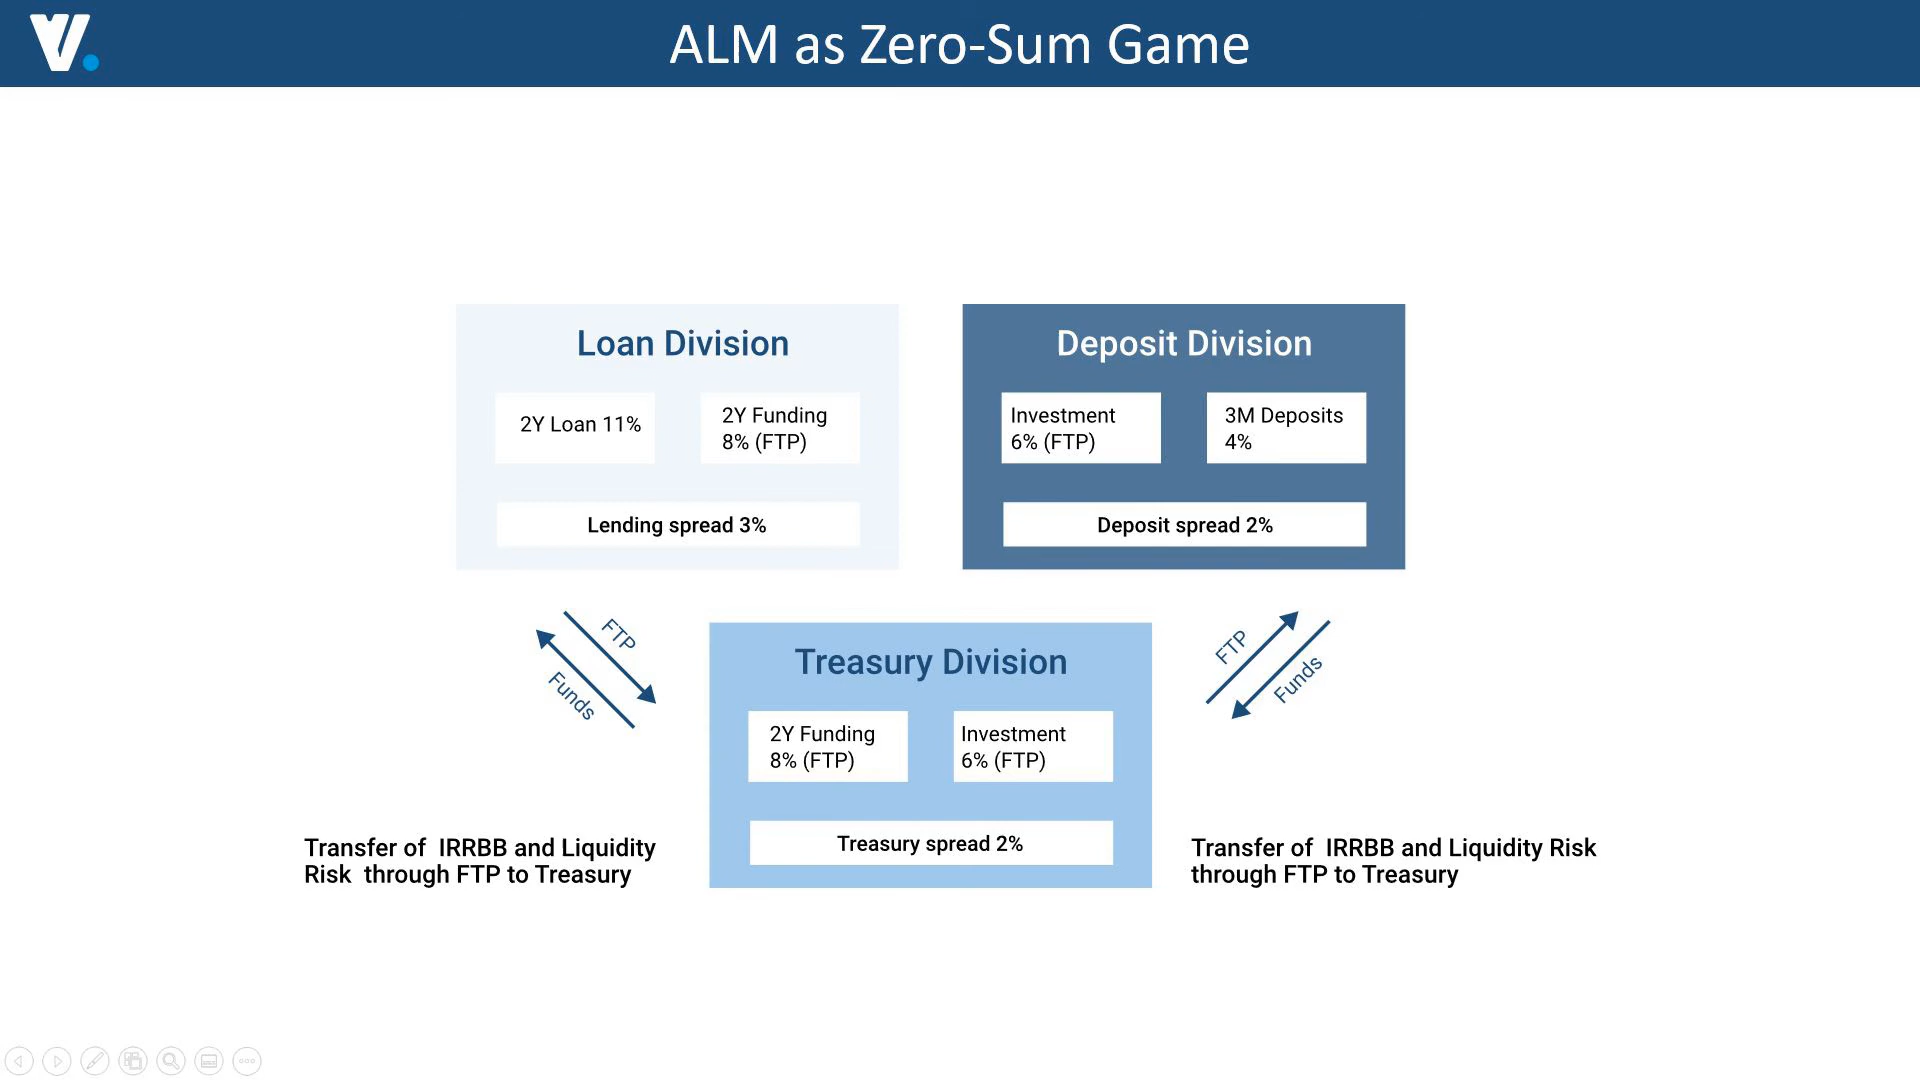 ALM as Zero-Sum Game
Loan Division
2Y Loan 11%
2Y Funding
8% (FTP)
Lending spread 3%
Deposit Division
Investment
6% (FTP)
3M Deposits
4%
Deposit spread 2%
FTP
Funds
FTP
Funds
Treasury Division
2Y Funding
8% (FTP)
Investment
6% (FTP)
Treasury spread 2%
Transfer of  IRRBB and Liquidity
Risk  through FTP to Treasury
Transfer of  IRRBB and Liquidity Risk
through FTP to Treasury